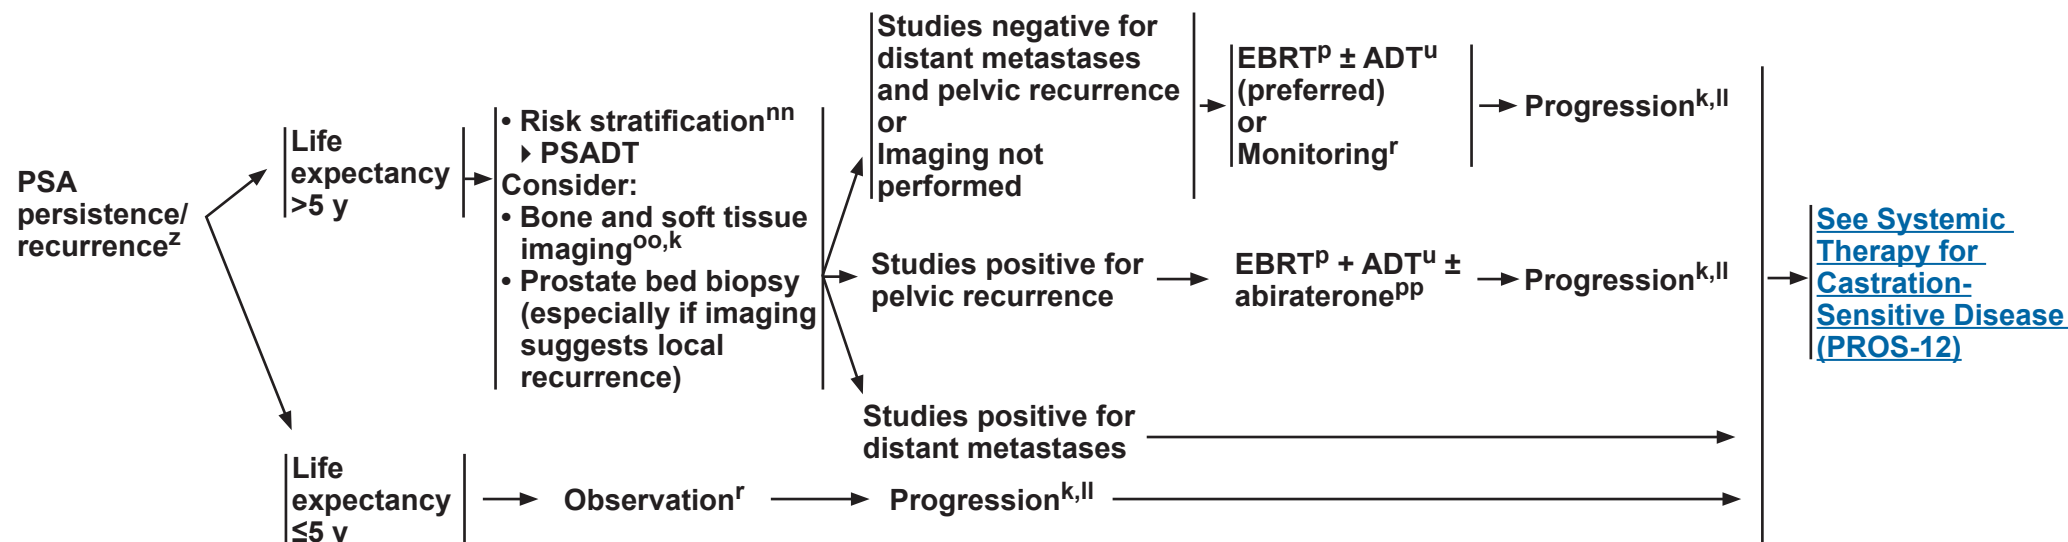 PSA
persistence/
recurrencez
Life
expectancy
>5 y
• Risk stratificationnn
▸ PSADT
Consider:
• Bone and soft tissue
imagingoo,k
• Prostate bed biopsy
(especially if imaging
suggests local
recurrence)
Studies negative for
distant metastases
and pelvic recurrence
or
Imaging not
performed
EBRTp ± ADTu
(preferred)
or
Monitoringr
Progressionk,ll
Studies positive for
pelvic recurrence
EBRTp + ADTu ±
abirateronepp
Progressionk,ll
Studies positive for
distant metastases
See Systemic
Therapy for
Castration-
Sensitive Disease
(PROS-12)
Life
expectancy
≤5 y
Observationr
Progressionk,ll